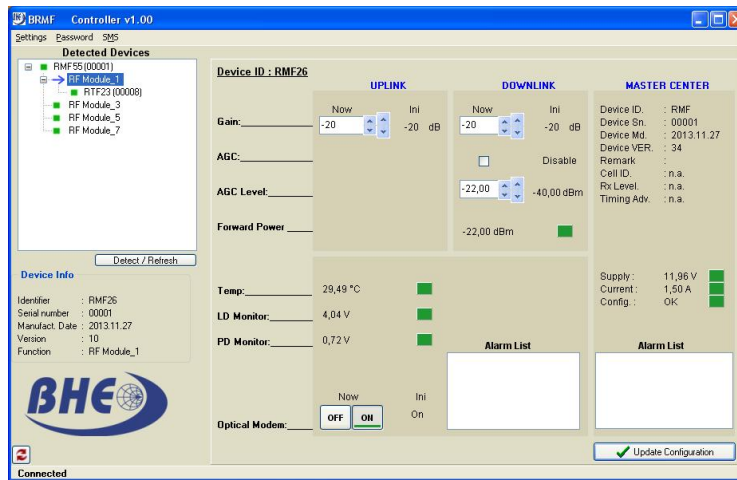 BRMF Controller v1.00
Settings Password SMS
Detected Devices
RMF55 (00001)
RF Module_1
RTF23 (00008)
RF Module_3
RF Module_5
RF Module_7
Detect / Refresh
Device Info
Identifier : RMF26
Serial number : 00001
Manufact. Date : 2013.11.27
Version : 10
Function : RF Module_1
BHE
Connected
Device ID : RMF26
UPLINK DOWNLINK MASTER CENTER
Now Ini Now Ini
Gain: -20 -20 dB -20 -20 dB
AGC: Disable
AGC Level: -22,00 -40,00 dBm
Forward Power -22,00 dBm
Device ID. : RMF
Device Sn. : 00001
Device Md. : 2013.11.27
Device VER. : 34
Remark :
Cell ID. : n.a.
Rx Level. : n.a.
Timing Adv. : n.a.
Temp: 29,49 °C
LD Monitor: 4,04 V
PD Monitor: 0,72 V
Supply : 11,96 V
Current : 1,50 A
Config. : OK
Alarm List Alarm List
Now Ini
Optical Modem: OFF ON On
Update Configuration